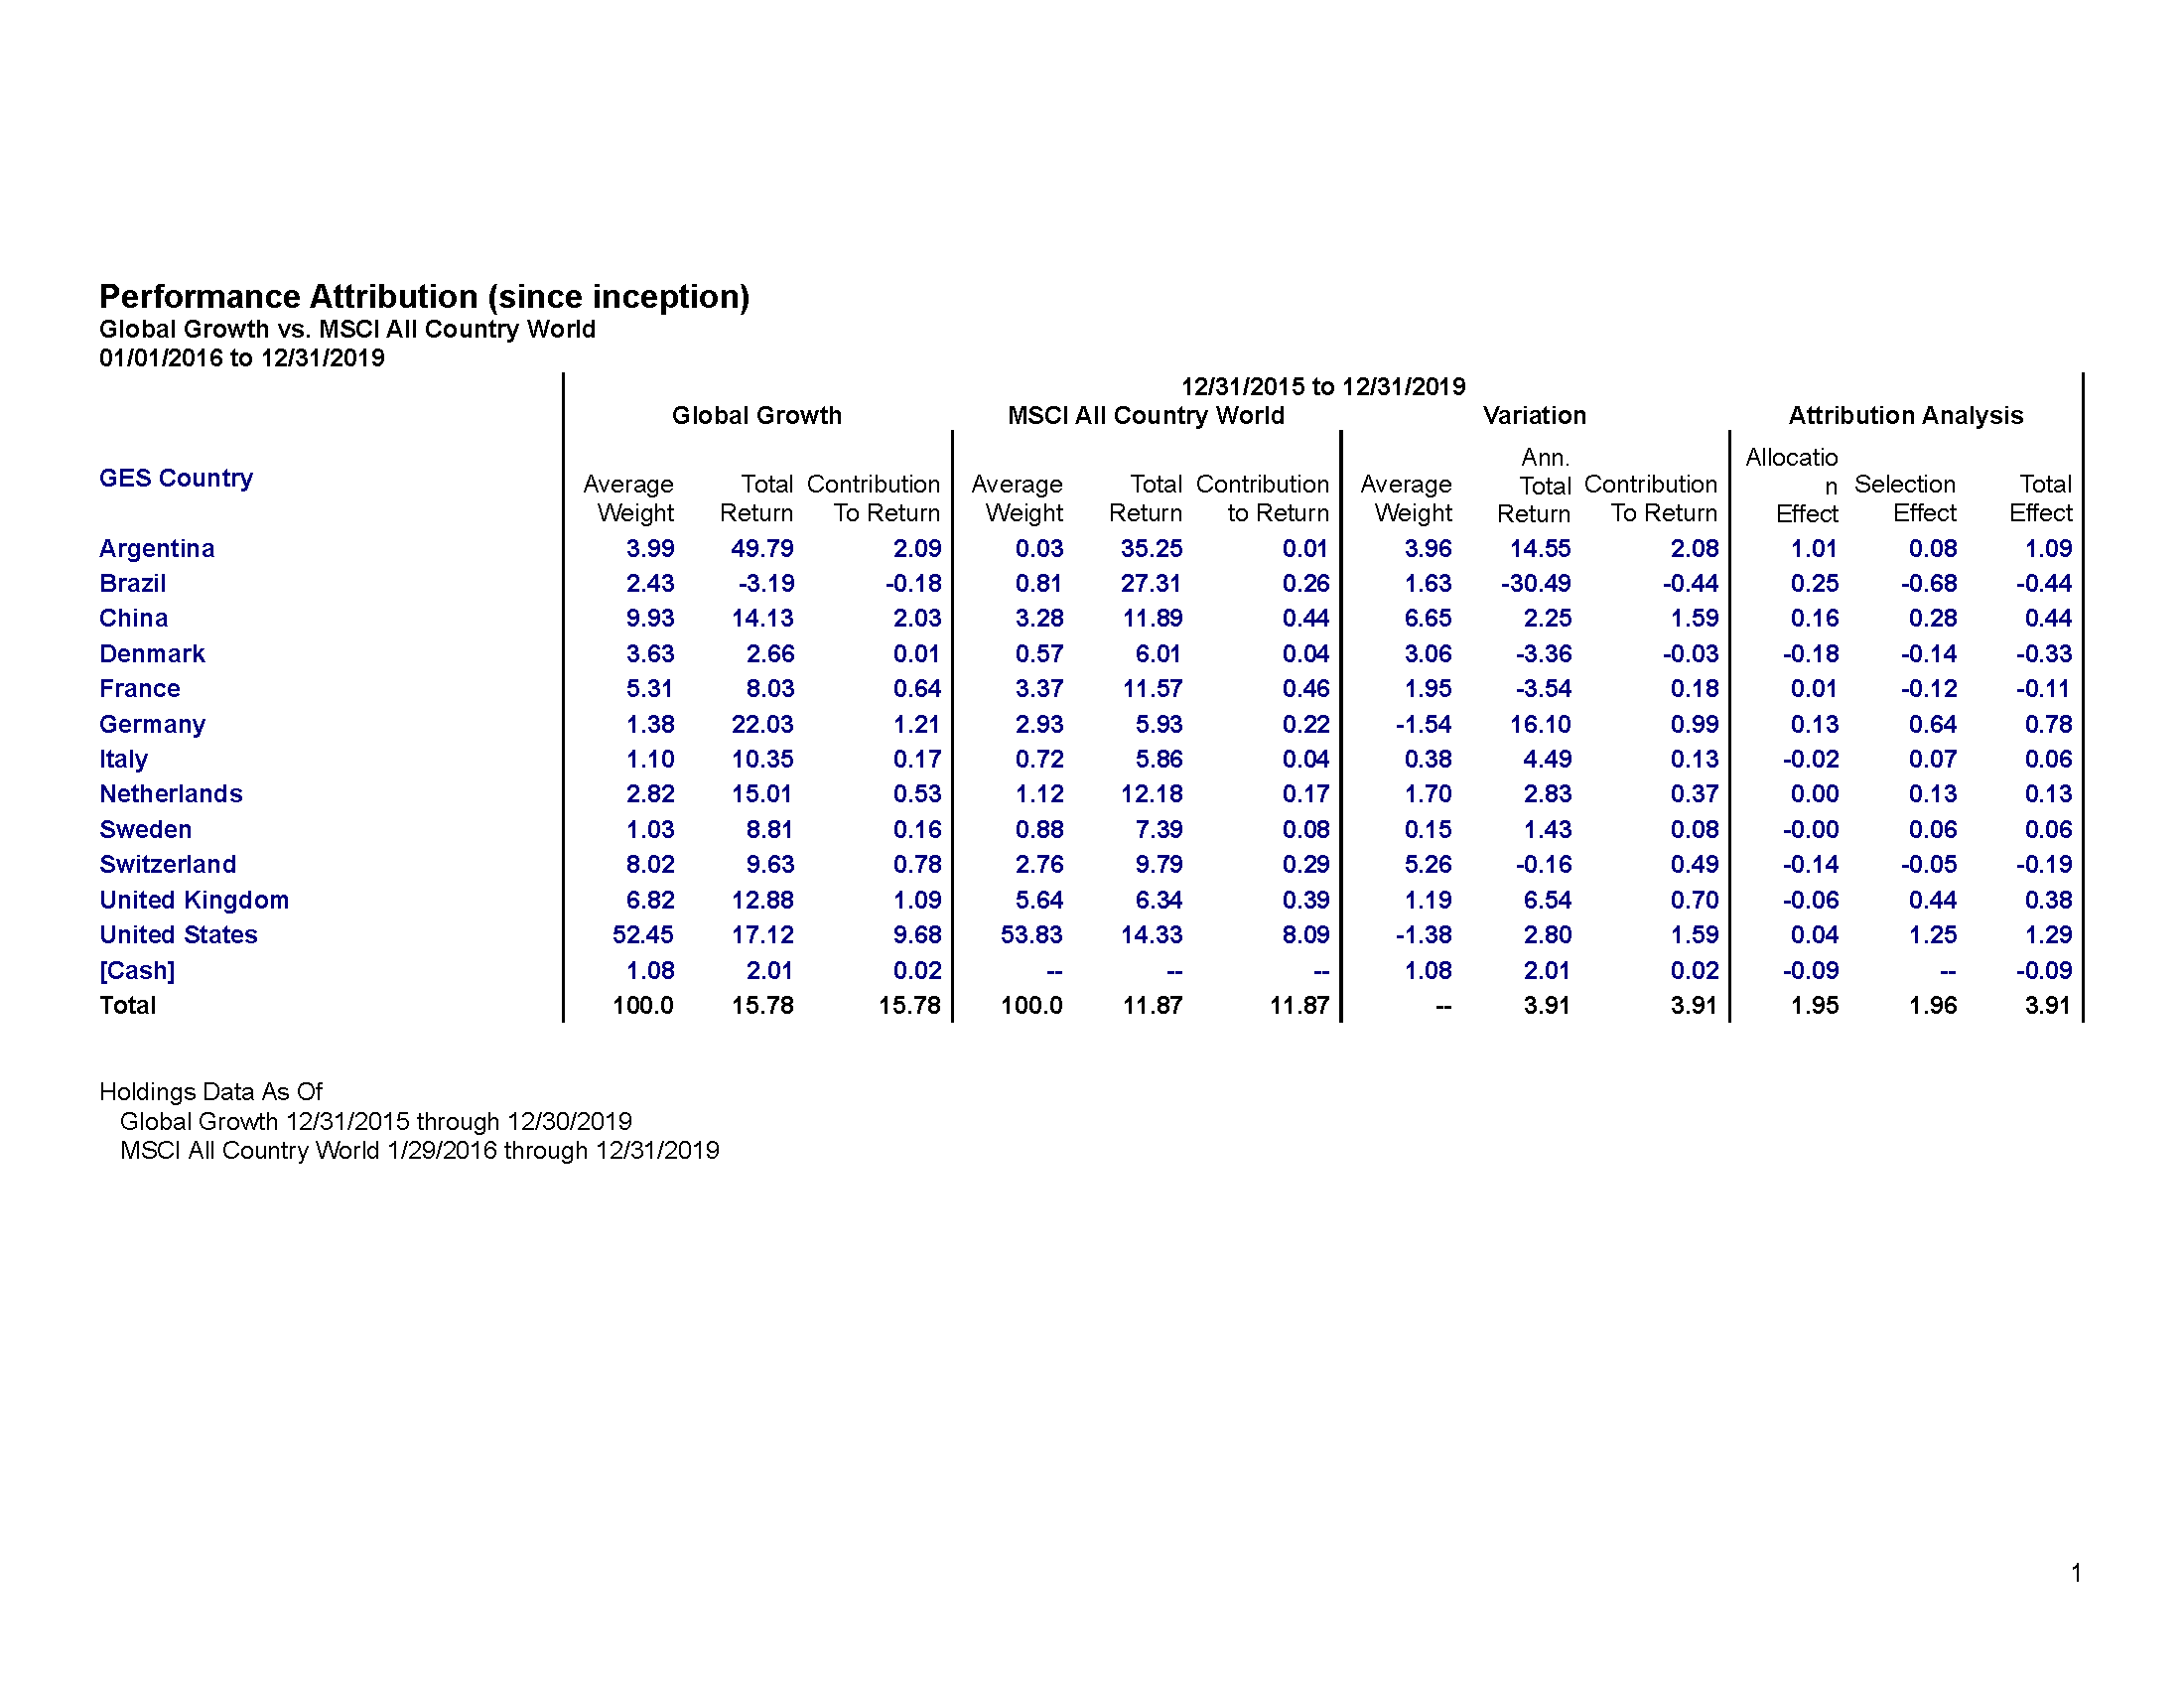 Performance Attribution (since inception)
Global Growth vs. MSCI All Country World
01/01/2016 to 12/31/2019
12/31/2015 to 12/31/2019
Global Growth MSCI All Country World Variation Attribution Analysis
GES Country Average Weight Total Return Contribution To Return Average Weight Total Return Contribution to Return Average Weight Ann. Total Return Contribution To Return Allocatio n Effect Selection Effect Total Effect
Argentina 3.99 49.79 2.09 0.03 35.25 0.01 3.96 14.55 2.08 1.01 0.08 1.09
Brazil 2.43 -3.19 -0.18 0.81 27.31 0.26 1.63 -30.49 -0.44 0.25 -0.68 -0.44
China 9.93 14.13 2.03 3.28 11.89 0.44 6.65 2.25 1.59 0.16 0.28 0.44
Denmark 3.63 2.66 0.01 0.57 6.01 0.04 3.06 -3.36 -0.03 -0.18 -0.14 -0.33
France 5.31 8.03 0.64 3.37 11.57 0.46 1.95 -3.54 0.18 0.01 -0.12 -0.11
Germany 1.38 22.03 1.21 2.93 5.93 0.22 -1.54 16.10 0.99 0.13 0.64 0.78
Italy 1.10 10.35 0.17 0.72 5.86 0.04 0.38 4.49 0.13 -0.02 0.07 0.06
Netherlands 2.82 15.01 0.53 1.12 12.18 0.17 1.70 2.83 0.37 0.00 0.13 0.13
Sweden 1.03 8.81 0.16 0.88 7.39 0.08 0.15 1.43 0.08 -0.00 0.06 0.06
Switzerland 8.02 9.63 0.78 2.76 9.79 0.29 5.26 -0.16 0.49 -0.14 -0.05 -0.19
United Kingdom 6.82 12.88 1.09 5.64 6.34 0.39 1.19 6.54 0.70 -0.06 0.44 0.38
United States 52.45 17.12 9.68 53.83 14.33 8.09 -1.38 2.80 1.59 0.04 1.25 1.29
[Cash] 1.08 2.01 0.02 -- -- -- 1.08 2.01 0.02 -0.09 -- -0.09
Total 100.0 15.78 15.78 100.0 11.87 11.87 -- 3.91 3.91 1.95 1.96 3.91
Holdings Data As Of
Global Growth 12/31/2015 through 12/30/2019
MSCI All Country World 1/29/2016 through 12/31/2019
1